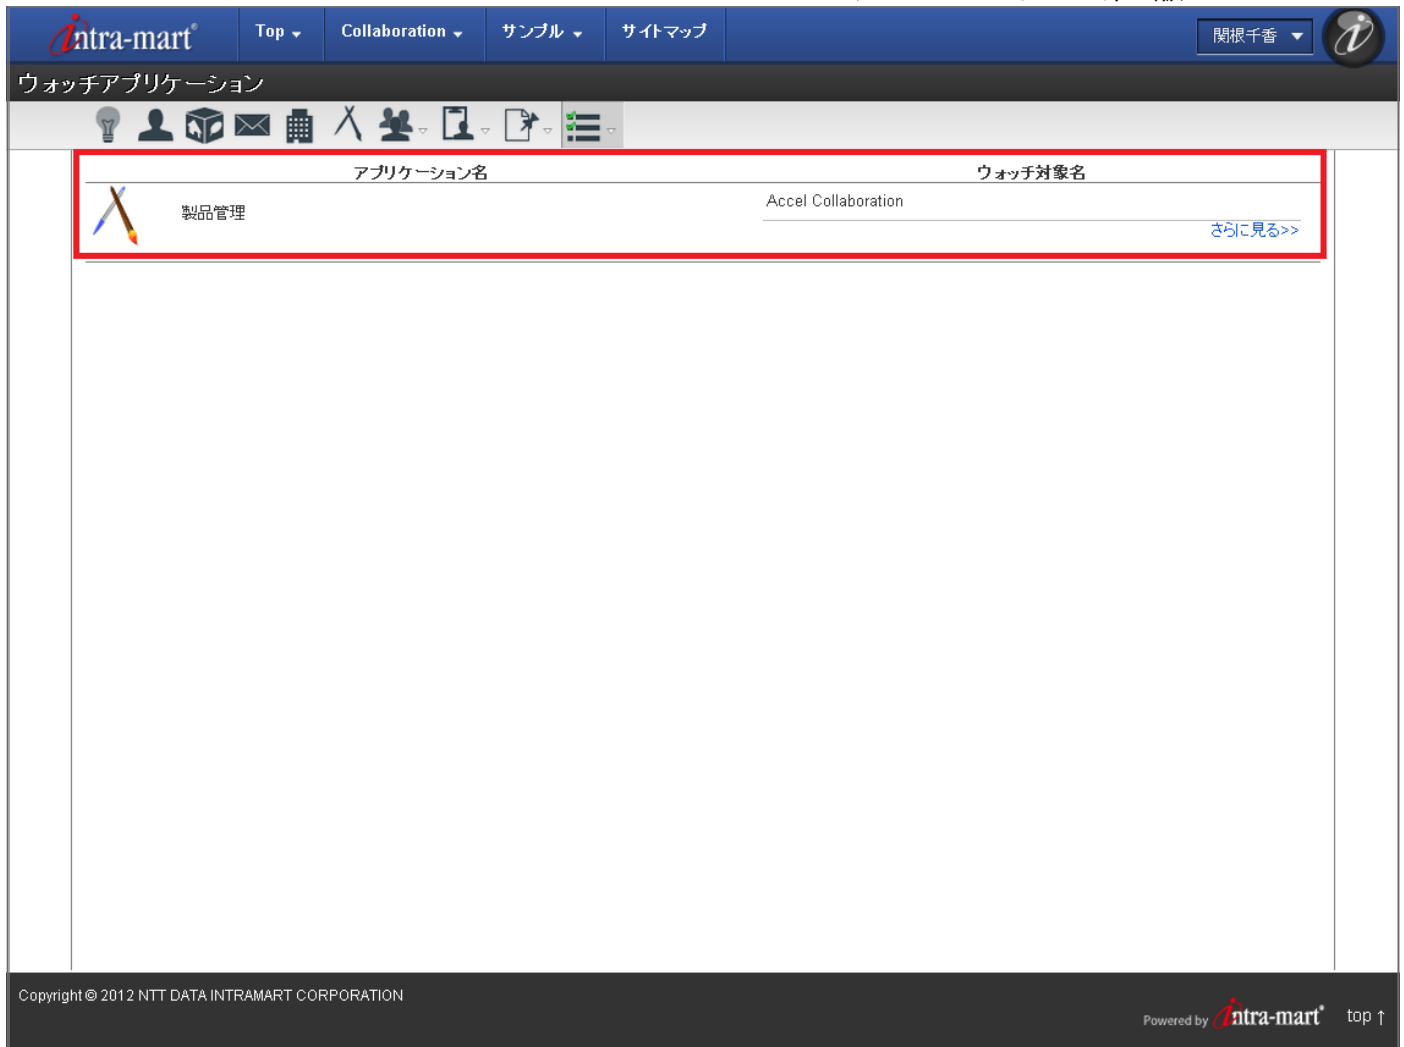 intra-mart® Top Collaboration サンプル サイトマップ 関根千香
ウォッチアプリケーション
アプリケーション名 ウォッチ対象名
製品管理 Accel Collaboration
さらに見る>>
Copyright © 2012 NTT DATA INTRAMART CORPORATION
Powered by intra-mart® top ↑